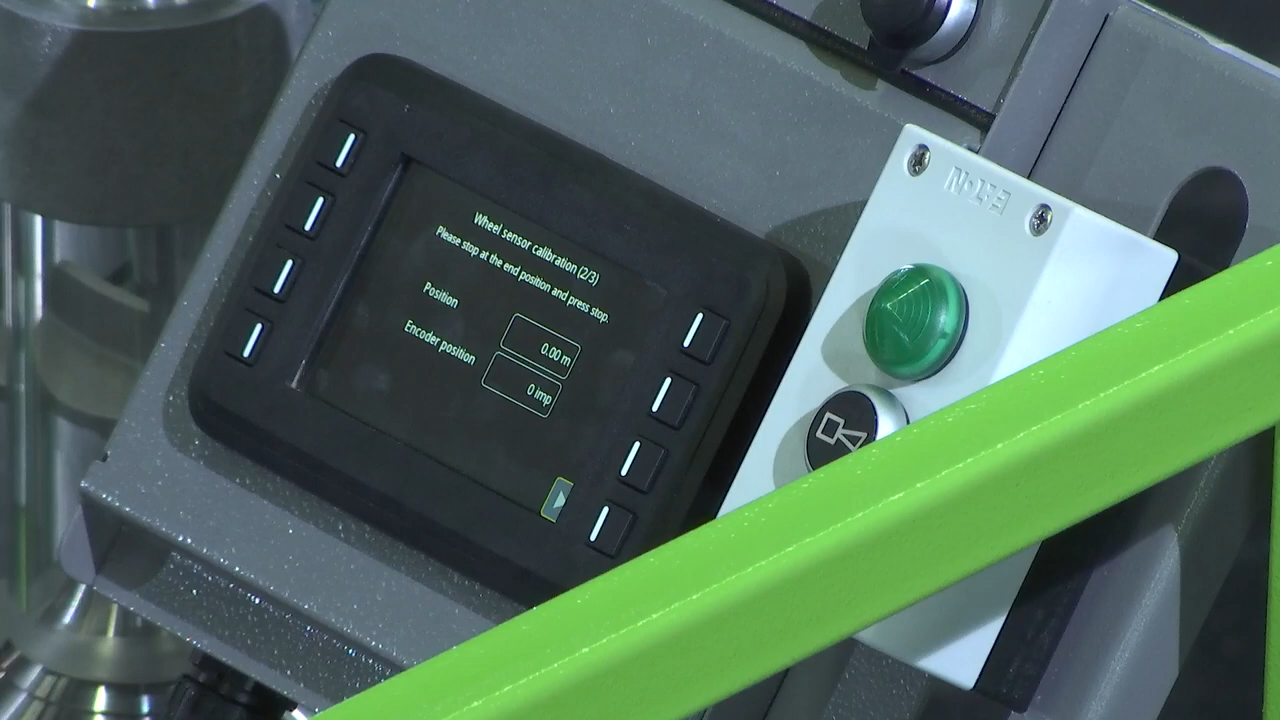 Wheel sensor calibration (2/3)
Please stop at the end position and press stop.
Position
0.00 m
Encoder position
0 imp
E·T·N